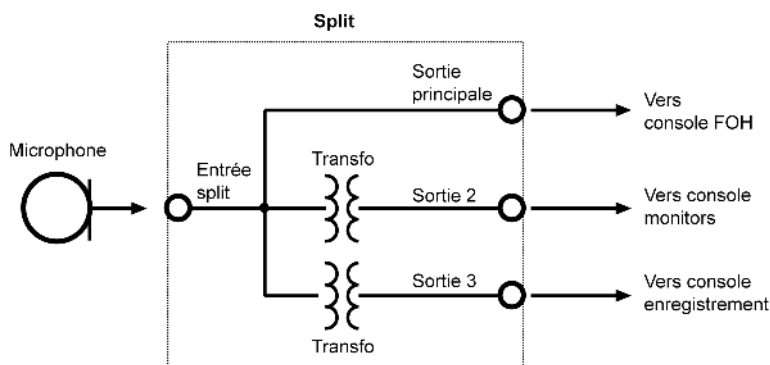 Split
Sortie
principale
Vers
console FOH
Microphone
Entrée
split
Transfo
Sortie 2
Vers console
monitors
Sortie 3
Vers console
enregistrement
Transfo